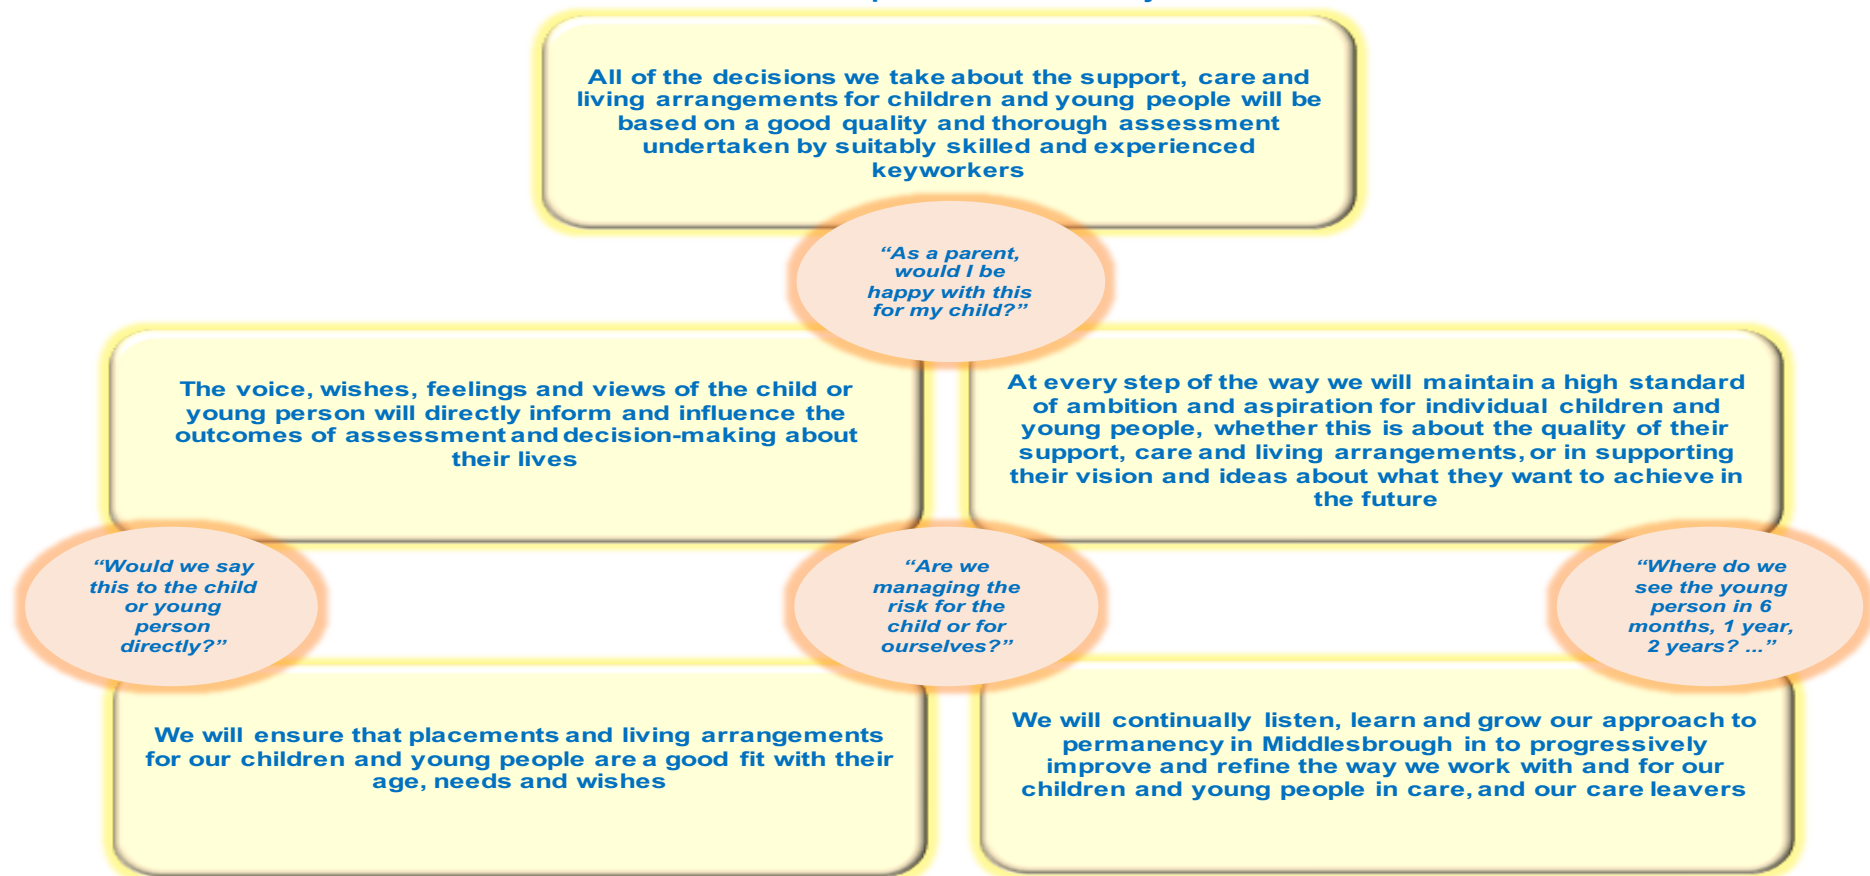 All of the decisions we take about the support, care and
living arrangements for children and young people will be
based on a good quality and thorough assessment
undertaken by suitably skilled and experienced
keyworkers
“As a parent,
would I be
happy with this
for my child?”
The voice, wishes, feelings and views of the child or
young person will directly inform and influence the
outcomes of assessment and decision-making about
their lives
At every step of the way we will maintain a high standard
of ambition and aspiration for individual children and
young people, whether this is about the quality of their
support, care and living arrangements, or in supporting
their vision and ideas about what they want to achieve in
the future
“Would we say
this to the child
or young
person
directly?”
“Are we
managing the
risk for the
child or for
ourselves?”
“Where do we
see the young
person in 6
months, 1 year,
2 years? ...”
We will ensure that placements and living arrangements
for our children and young people are a good fit with their
age, needs and wishes
We will continually listen, learn and grow our approach to
permanency in Middlesbrough in to progressively
improve and refine the way we work with and for our
children and young people in care, and our care leavers